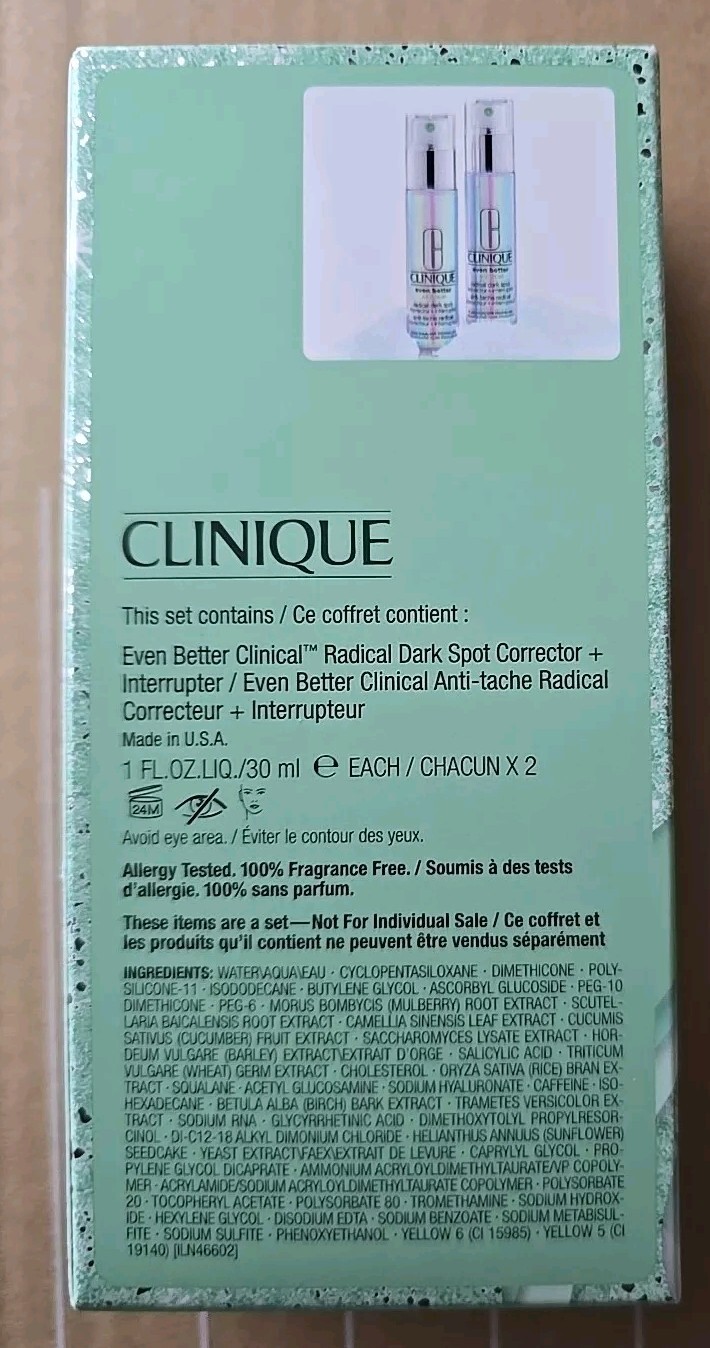 CLINIQUE
even better
CLINIQUE
even better
CLINIQUE
This set contains / Ce coffret contient :
Even Better Clinical™ Radical Dark Spot Corrector +
Interrupter / Even Better Clinical Anti-tache Radical
Correcteur + Interrupteur
Made in U.S.A.
1 FL.OZ.LIQ./30 ml ℮ EACH / CHACUN X 2
24M
Avoid eye area. / Éviter le contour des yeux.
Allergy Tested. 100% Fragrance Free. / Soumis à des tests
d'allergie. 100% sans parfum.
These items are a set—Not For Individual Sale / Ce coffret et
les produits qu'il contient ne peuvent être vendus séparément
INGREDIENTS: WATER\AQUA\EAU · CYCLOPENTASILOXANE · DIMETHICONE · POLY-
SILICONE-11 · ISODODECANE · BUTYLENE GLYCOL · ASCORBYL GLUCOSIDE · PEG-10
DIMETHICONE · PEG-6 · MORUS BOMBYCIS (MULBERRY) ROOT EXTRACT · SCUTEL-
LARIA BAICALENSIS ROOT EXTRACT · CAMELLIA SINENSIS LEAF EXTRACT · CUCUMIS
SATIVUS (CUCUMBER) FRUIT EXTRACT · SACCHAROMYCES LYSATE EXTRACT · HOR-
DEUM VULGARE (BARLEY) EXTRACT\EXTRAIT D'ORGE · SALICYLIC ACID · TRITICUM
VULGARE (WHEAT) GERM EXTRACT · CHOLESTEROL · ORYZA SATIVA (RICE) BRAN EX-
TRACT · SQUALANE · ACETYL GLUCOSAMINE · SODIUM HYALURONATE · CAFFEINE · ISO-
HEXADECANE · BETULA ALBA (BIRCH) BARK EXTRACT · TRAMETES VERSICOLOR EX-
TRACT · SODIUM RNA · GLYCYRRHETINIC ACID · DIMETHOXYTOLYL PROPYLRESOR-
CINOL · DI-C12-18 ALKYL DIMONIUM CHLORIDE · HELIANTHUS ANNUUS (SUNFLOWER)
SEEDCAKE · YEAST EXTRACT\FAEX\EXTRAIT DE LEVURE · CAPRYLYL GLYCOL · PRO-
PYLENE GLYCOL DICAPRATE · AMMONIUM ACRYLOYLDIMETHYLTAURATE/VP COPOLY-
MER · ACRYLAMIDE/SODIUM ACRYLOYLDIMETHYLTAURATE COPOLYMER · POLYSORBATE
20 · TOCOPHERYL ACETATE · POLYSORBATE 80 · TROMETHAMINE · SODIUM HYDROX-
IDE · HEXYLENE GLYCOL · DISODIUM EDTA · SODIUM BENZOATE · SODIUM METABISUL-
FITE · SODIUM SULFITE · PHENOXYETHANOL · YELLOW 6 (CI 15985) · YELLOW 5 (CI
19140) [ILN46602]